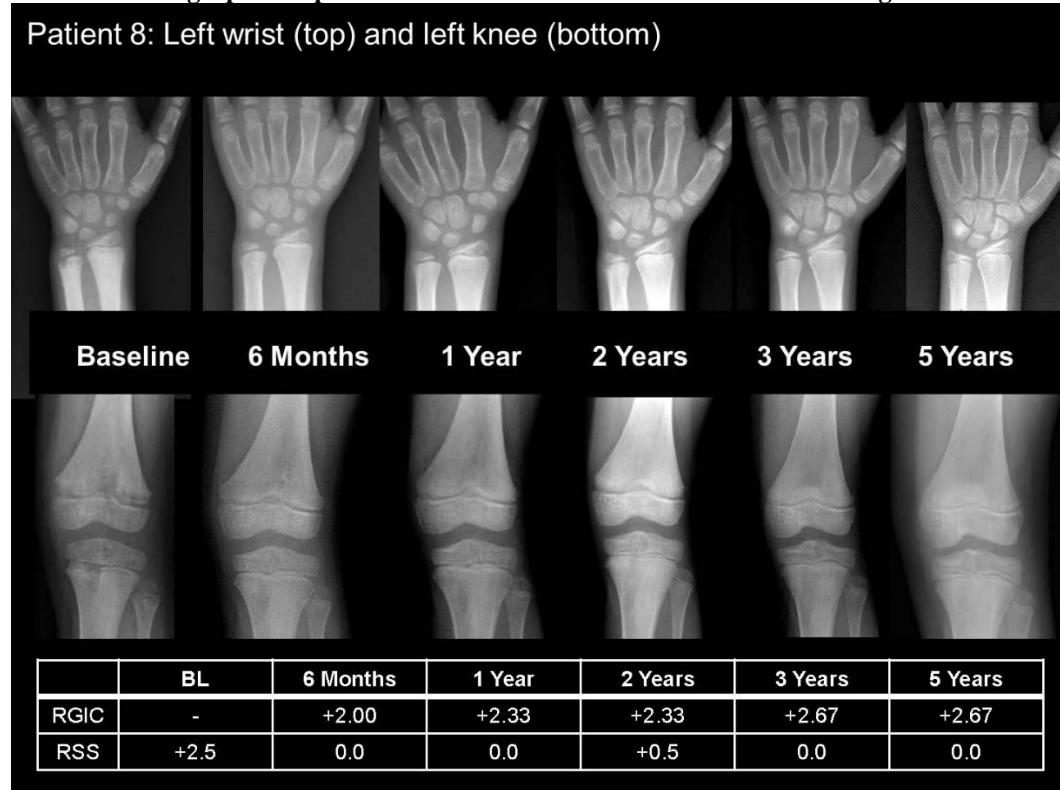 Patient 8: Left wrist (top) and left knee (bottom)
Baseline 6 Months 1 Year 2 Years 3 Years 5 Years
BL 6 Months 1 Year 2 Years 3 Years 5 Years
RGIC - +2.00 +2.33 +2.33 +2.67 +2.67
RSS +2.5 0.0 0.0 +0.5 0.0 0.0